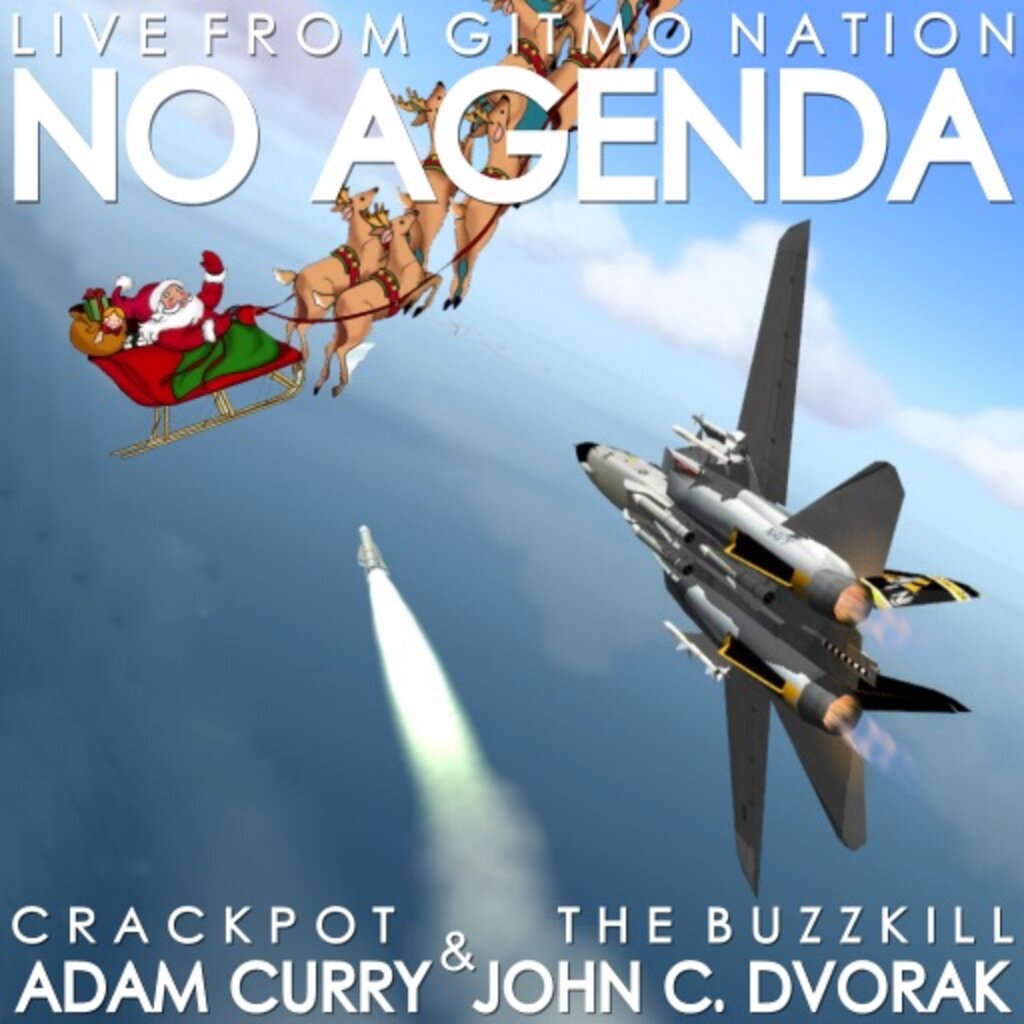 LIVE FROM GITMO NATION
NO AGENDA
CRACKPOT & THE BUZZKILL
ADAM CURRY JOHN C. DVORAK